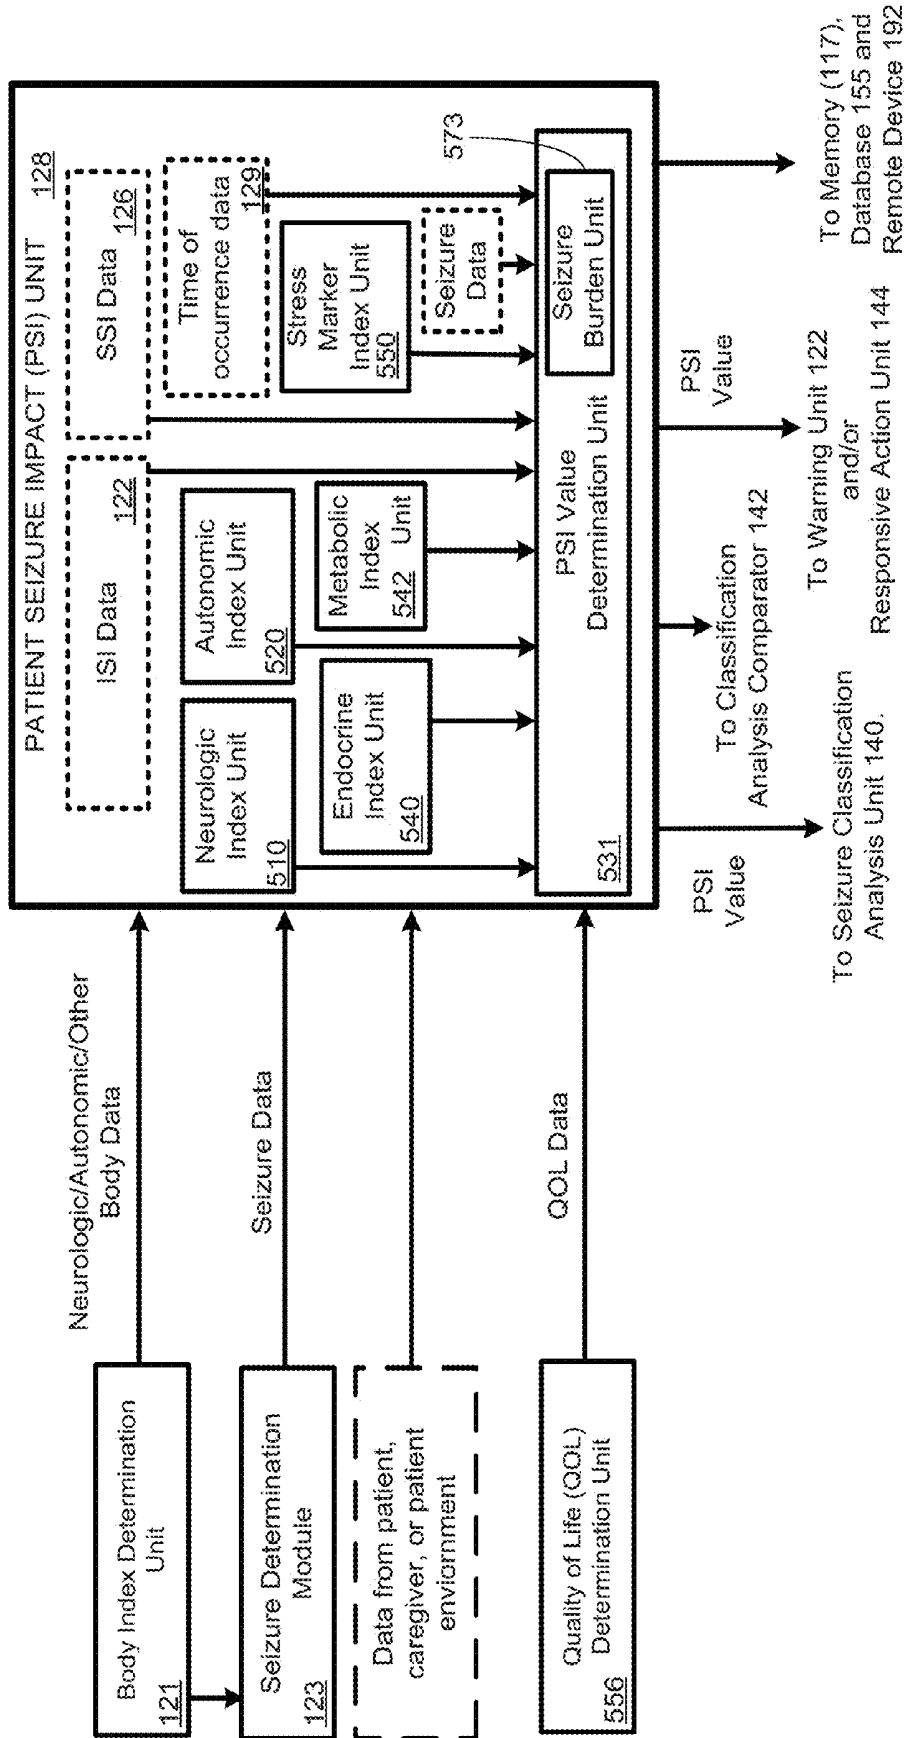 PATIENT SEIZURE IMPACT (PSI) UNIT
128
ISI Data
122
SSI Data
126
Time of
occurrence data
129
Neurologic
Index Unit
510
Autonomic
Index Unit
520
Stress
Marker
Index Unit
550
Endocrine
Index Unit
540
Metabolic
Index
Unit
542
Seizure
Data
PSI Value
Determination Unit
531
Seizure
Burden Unit
573
Body Index Determination
Unit
121
Neurologic/Autonomic/Other
Body Data
Seizure Determination
Module
123
Seizure Data
Data from patient,
caregiver, or patient
enviornment
Quality of Life (QOL)
Determination Unit
556
QOL Data
PSI
Value
To Seizure Classification
Analysis Unit 140.
To Classification
Analysis Comparator 142
PSI
Value
To Warning Unit 122
and/or
Responsive Action Unit 144
To Memory (117),
Database 155 and
Remote Device 192